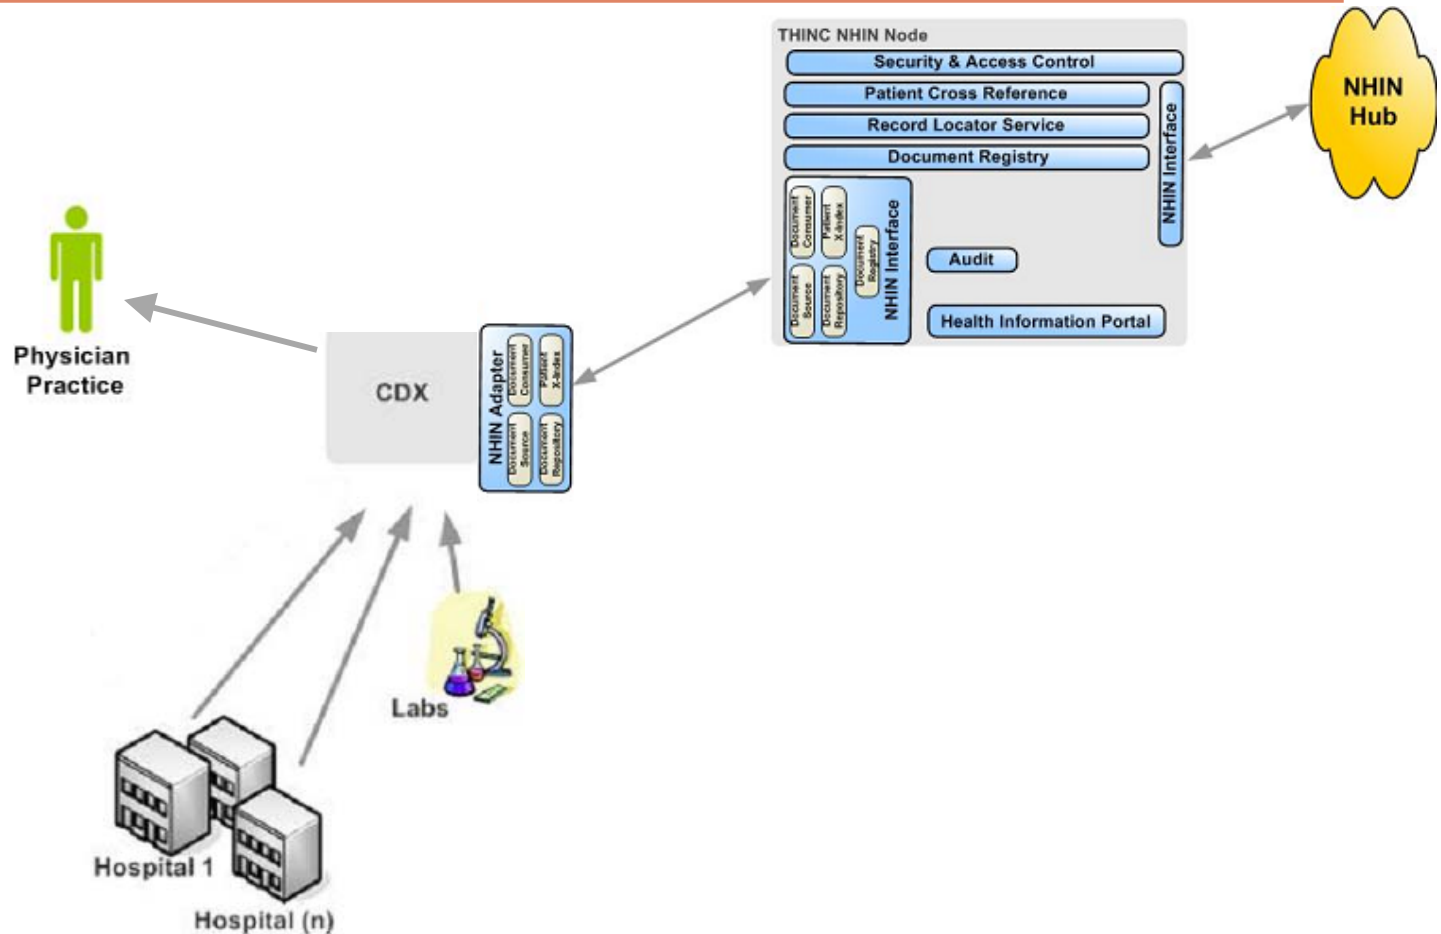 THINC NHIN Node
Security & Access Control
Patient Cross Reference
Record Locator Service
Document Registry
NHIN Interface
NHIN
Hub
Document
Consumer
Patient
X-Index
Document
Source
Document
Repository
Document
Registry
NHIN Interface
Audit
Health Information Portal
Physician
Practice
CDX
NHIN Adapter
Document
Consumer
Patient
X-Index
Document
Source
Document
Repository
Labs
Hospital 1
Hospital (n)